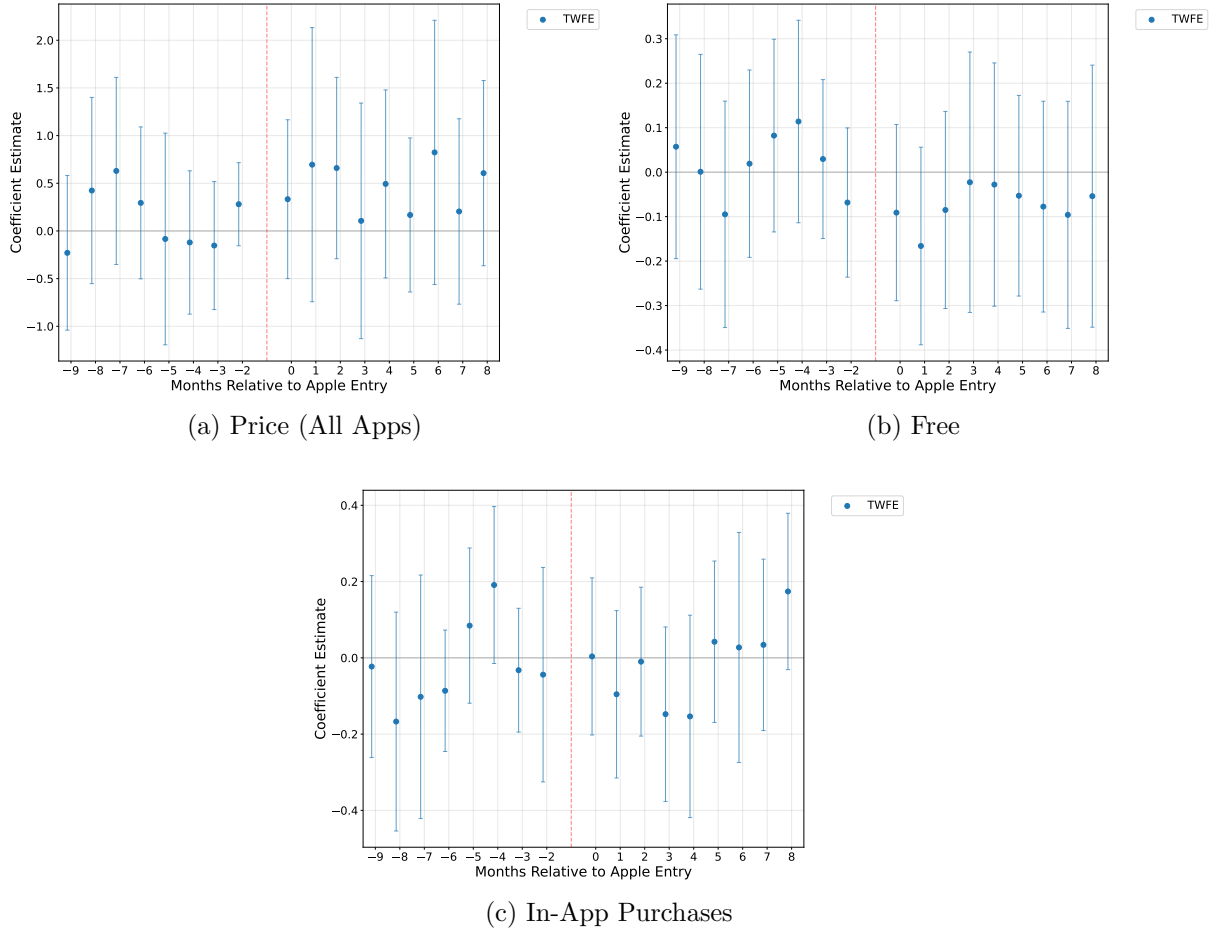 TWFE
2.0
1.5
1.0
0.5
0.0
−0.5
−1.0
Coefficient Estimate
−9 −8 −7 −6 −5 −4 −3 −2 0 1 2 3 4 5 6 7 8
Months Relative to Apple Entry
(a) Price (All Apps)
TWFE
0.3
0.2
0.1
0.0
−0.1
−0.2
−0.3
−0.4
Coefficient Estimate
−9 −8 −7 −6 −5 −4 −3 −2 0 1 2 3 4 5 6 7 8
Months Relative to Apple Entry
(b) Free
TWFE
0.4
0.2
0.0
−0.2
−0.4
Coefficient Estimate
−9 −8 −7 −6 −5 −4 −3 −2 0 1 2 3 4 5 6 7 8
Months Relative to Apple Entry
(c) In-App Purchases